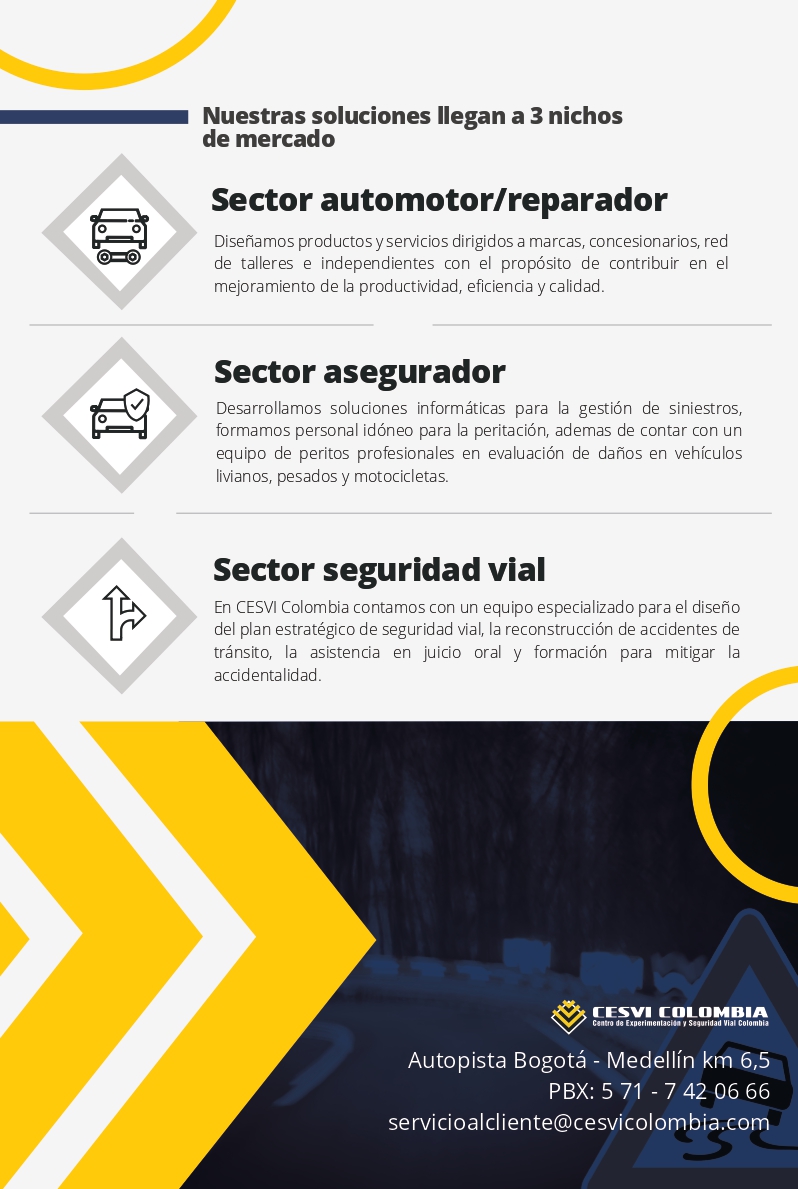 Nuestras soluciones llegan a 3 nichos
de mercado
Sector automotor/reparador
Diseñamos productos y servicios dirigidos a marcas, concesionarios, red
de talleres e independientes con el propósito de contribuir en el
mejoramiento de la productividad, eficiencia y calidad.
Sector asegurador
Desarrollamos soluciones informáticas para la gestión de siniestros,
formamos personal idóneo para la peritación, ademas de contar con un
equipo de peritos profesionales en evaluación de daños en vehículos
livianos, pesados y motocicletas.
Sector seguridad vial
En CESVI Colombia contamos con un equipo especializado para el diseño
del plan estratégico de seguridad vial, la reconstrucción de accidentes de
tránsito, la asistencia en juicio oral y formación para mitigar la
accidentalidad.
CESVI COLOMBIA
Centro de Experimentación y Seguridad Vial Colombia
Autopista Bogotá - Medellín km 6,5
PBX: 5 71 - 7 42 06 66
servicioalcliente@cesvicolombia.com